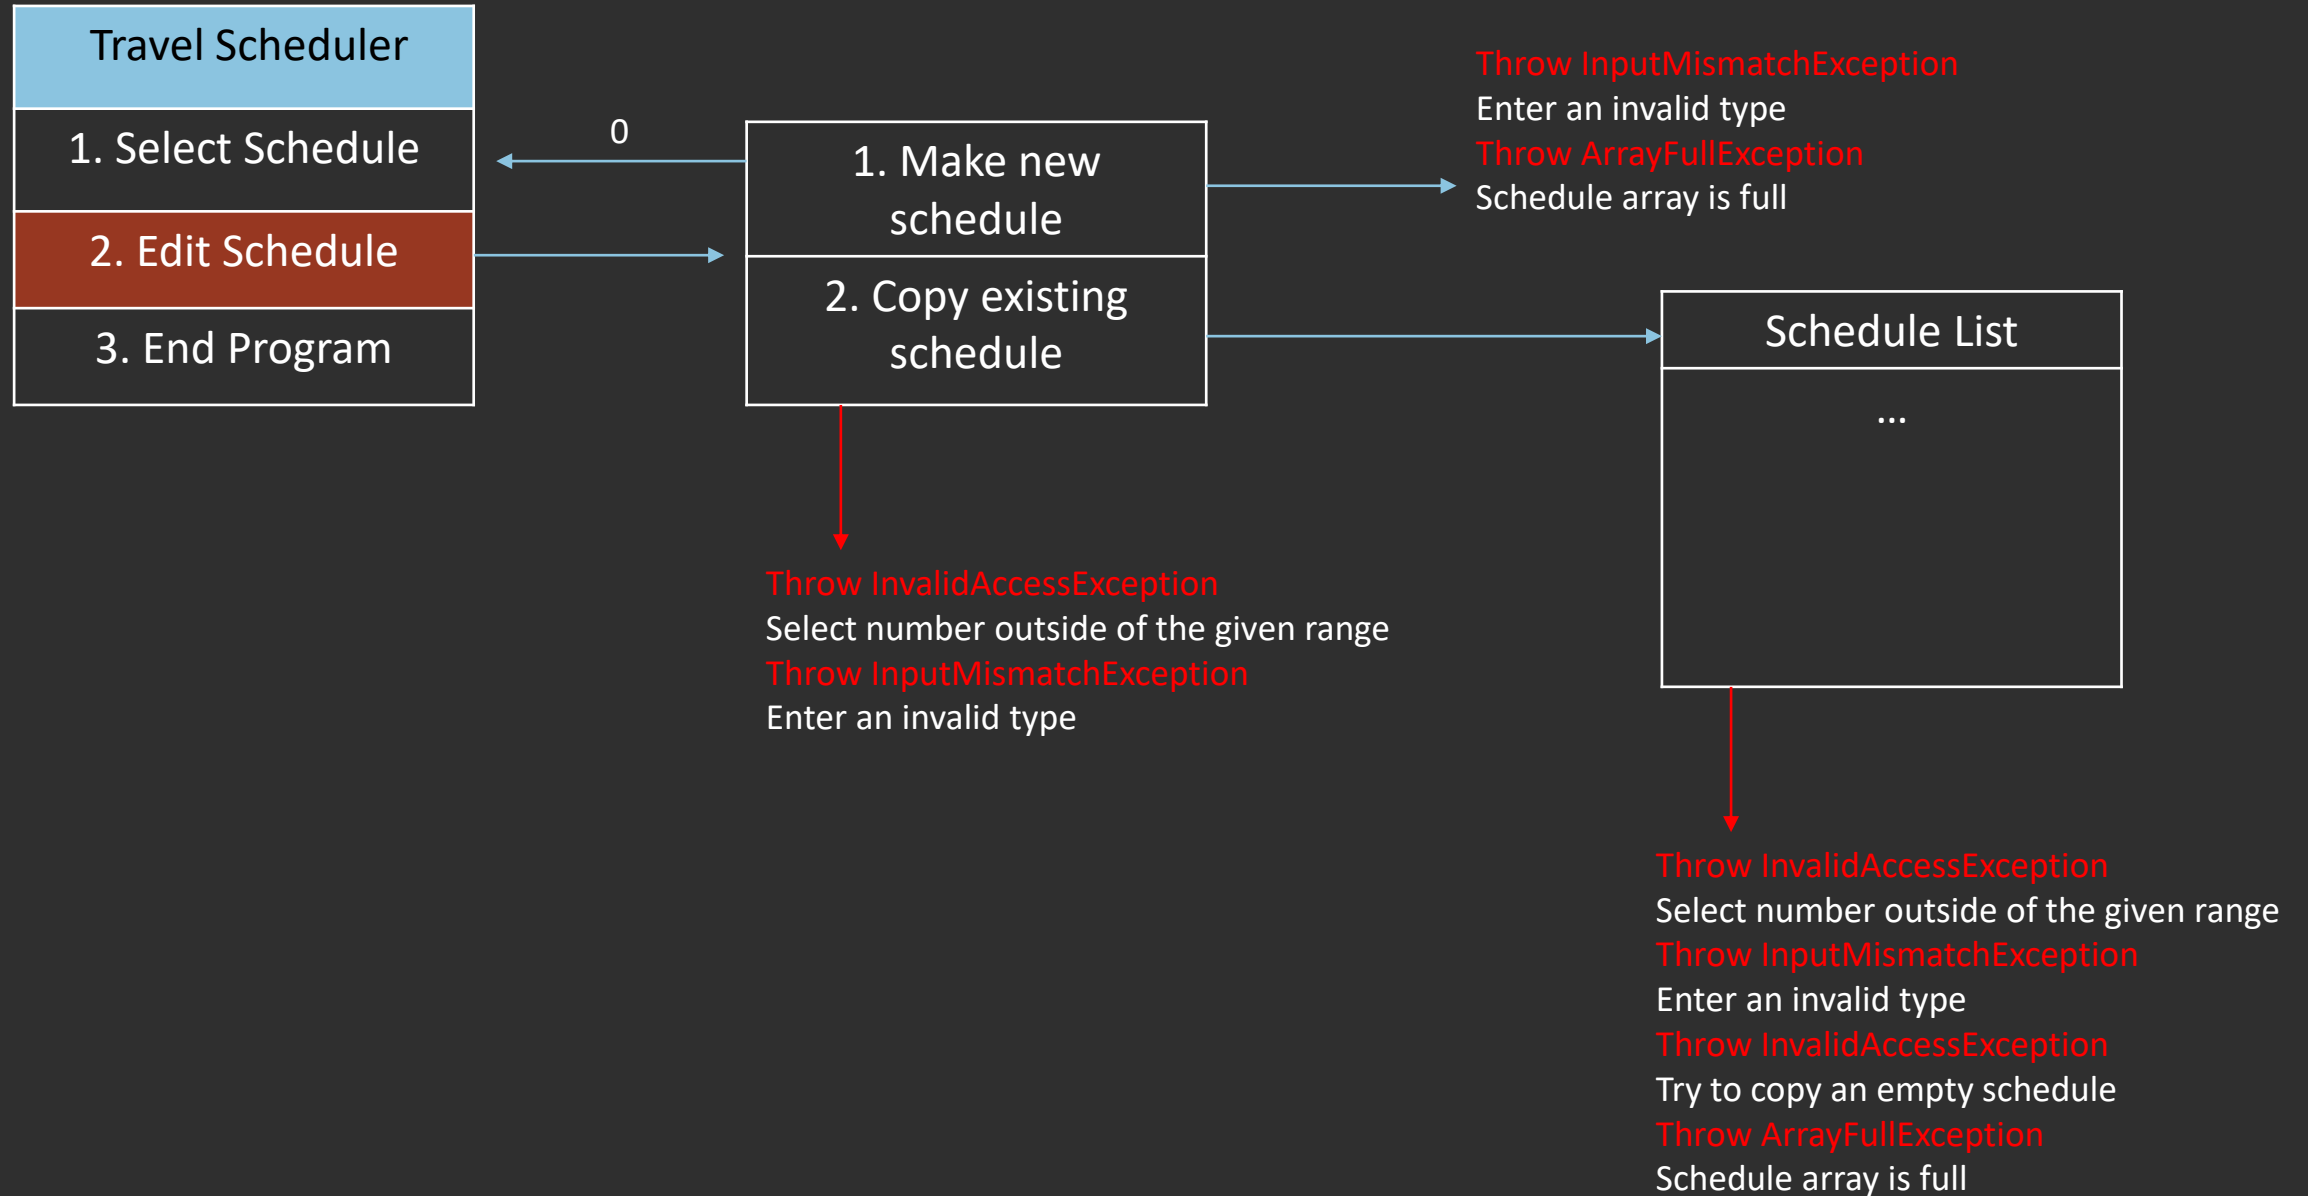 Travel Scheduler
1. Select Schedule
2. Edit Schedule
3. End Program
0
1. Make new
schedule
2. Copy existing
schedule
Throw InputMismatchException
Enter an invalid type
Throw ArrayFullException
Schedule array is full
Schedule List
...
Throw InvalidAccessException
Select number outside of the given range
Throw InputMismatchException
Enter an invalid type
Throw InvalidAccessException
Select number outside of the given range
Throw InputMismatchException
Enter an invalid type
Throw InvalidAccessException
Try to copy an empty schedule
Throw ArrayFullException
Schedule array is full